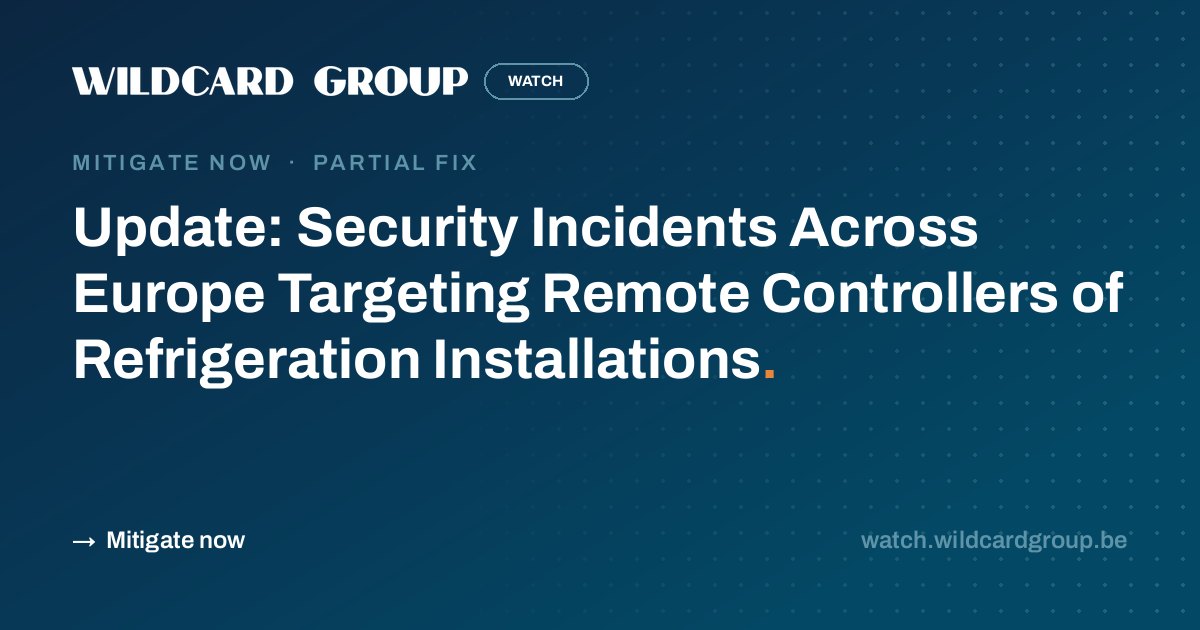 WILDCARD GROUP WATCH
MITIGATE NOW · PARTIAL FIX
Update: Security Incidents Across
Europe Targeting Remote Controllers of
Refrigeration Installations.
→ Mitigate now
watch.wildcardgroup.be